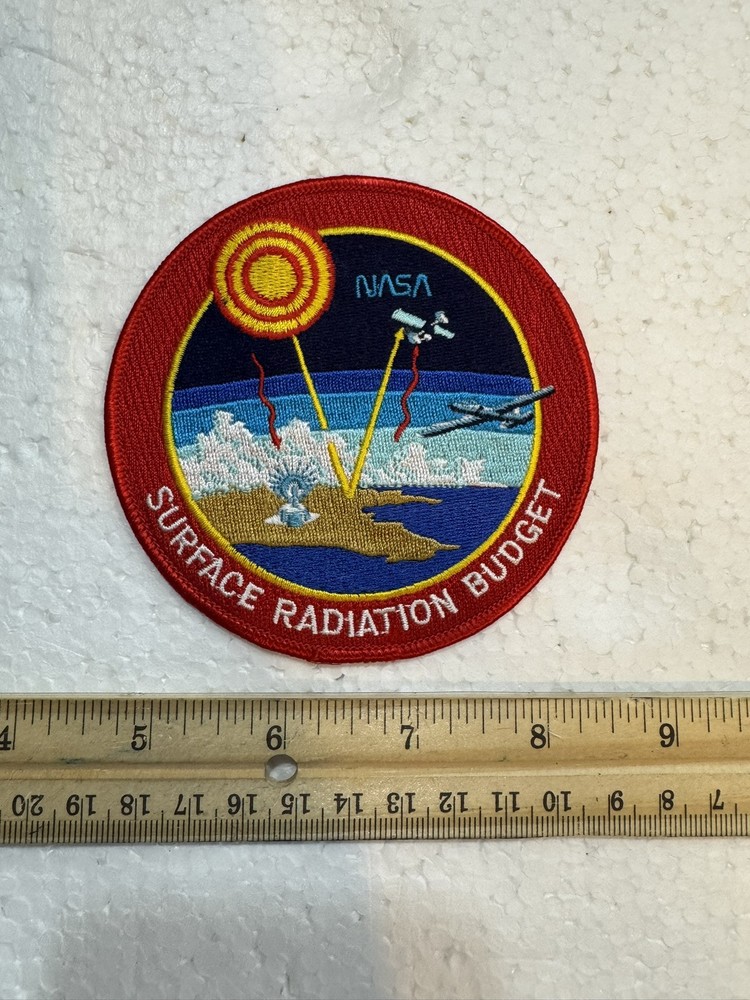 NASA
SURFACE RADIATION BUDGET
4 5 6 7 8 9
20 19 18 17 16 15 14 13 12 11 10 9 8 7